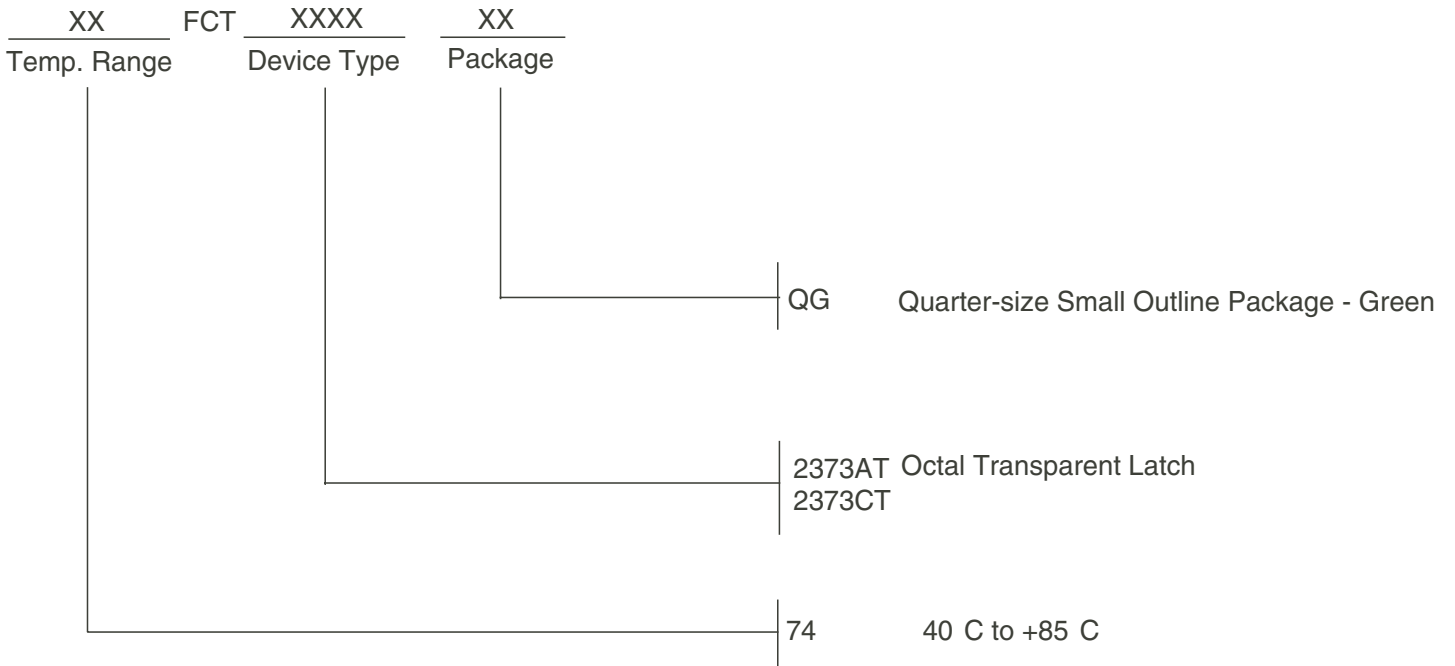 XX FCT XXXX XX
Temp. Range Device Type Package
QG Quarter-size Small Outline Package - Green
2373AT Octal Transparent Latch
2373CT
74 40 C to +85 C